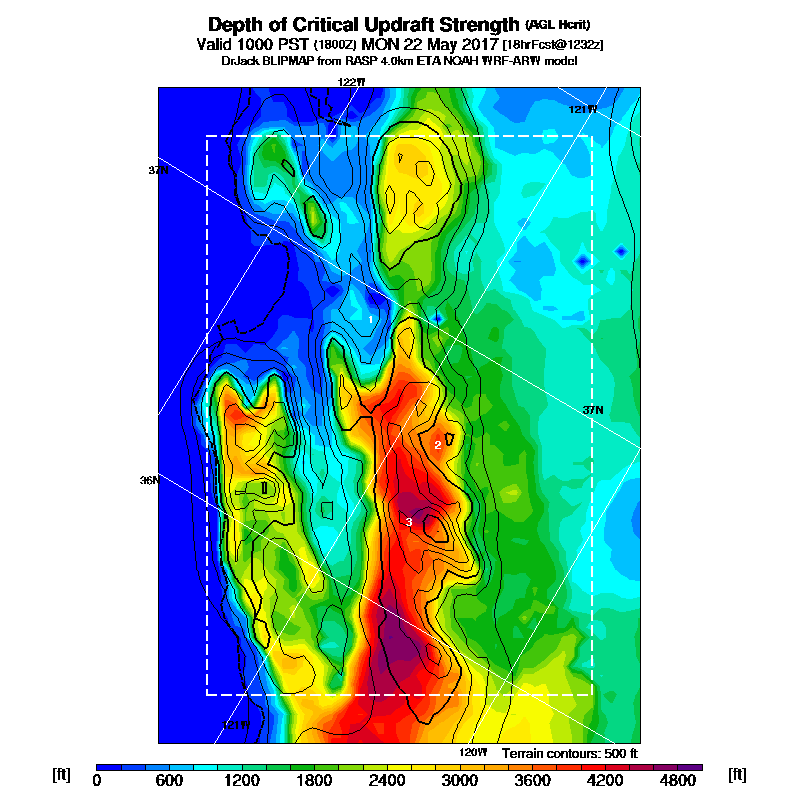 Depth of Critical Updraft Strength (AGL Hcrit)
Valid 1000 PST (1800Z) MON 22 May 2017 [18hrFcst@1232z]
DrJack BLIPMAP from RASP 4.0km ETA NOAH WRF-ARW model
122W
121W
37N
1
37N
2
36N
3
121W
120W Terrain contours: 500 ft
[ft] 0 600 1200 1800 2400 3000 3600 4200 4800 [ft]